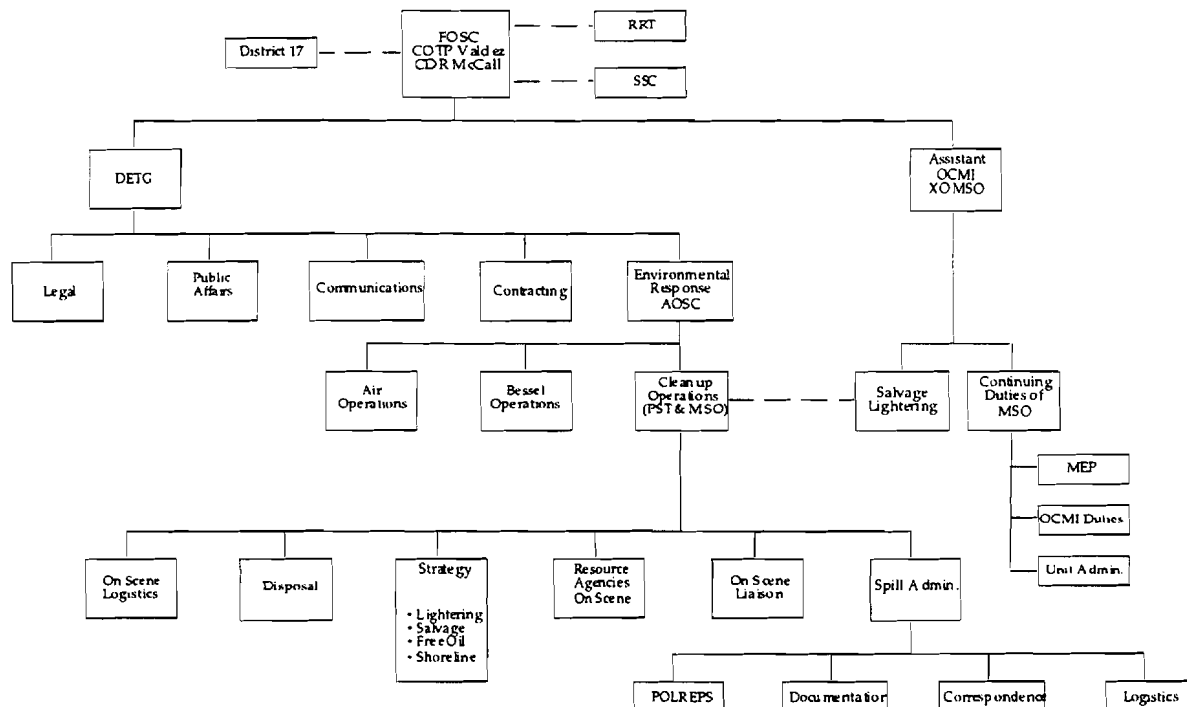 RRT
District 17
FOSC
COTP Valdez
CDR McCall
SSC
DETG
Assistant
OCMI
XO MSO
Legal
Public
Affairs
Communications
Contracting
Environmental
Response
AOSC
Air
Operations
Bessel
Operations
Cleanup
Operations
(PST & MSO)
Salvage
Lightering
Continuing
Duties of
MSO
MEP
OCMI Duties
Unit Admin.
On Scene
Logistics
Disposal
Strategy
• Lightering
• Salvage
• Free Oil
• Shoreline
Resource
Agencies
On Scene
On Scene
Liaison
Spill Admin.
POLREPS
Documentation
Correspondence
Logistics